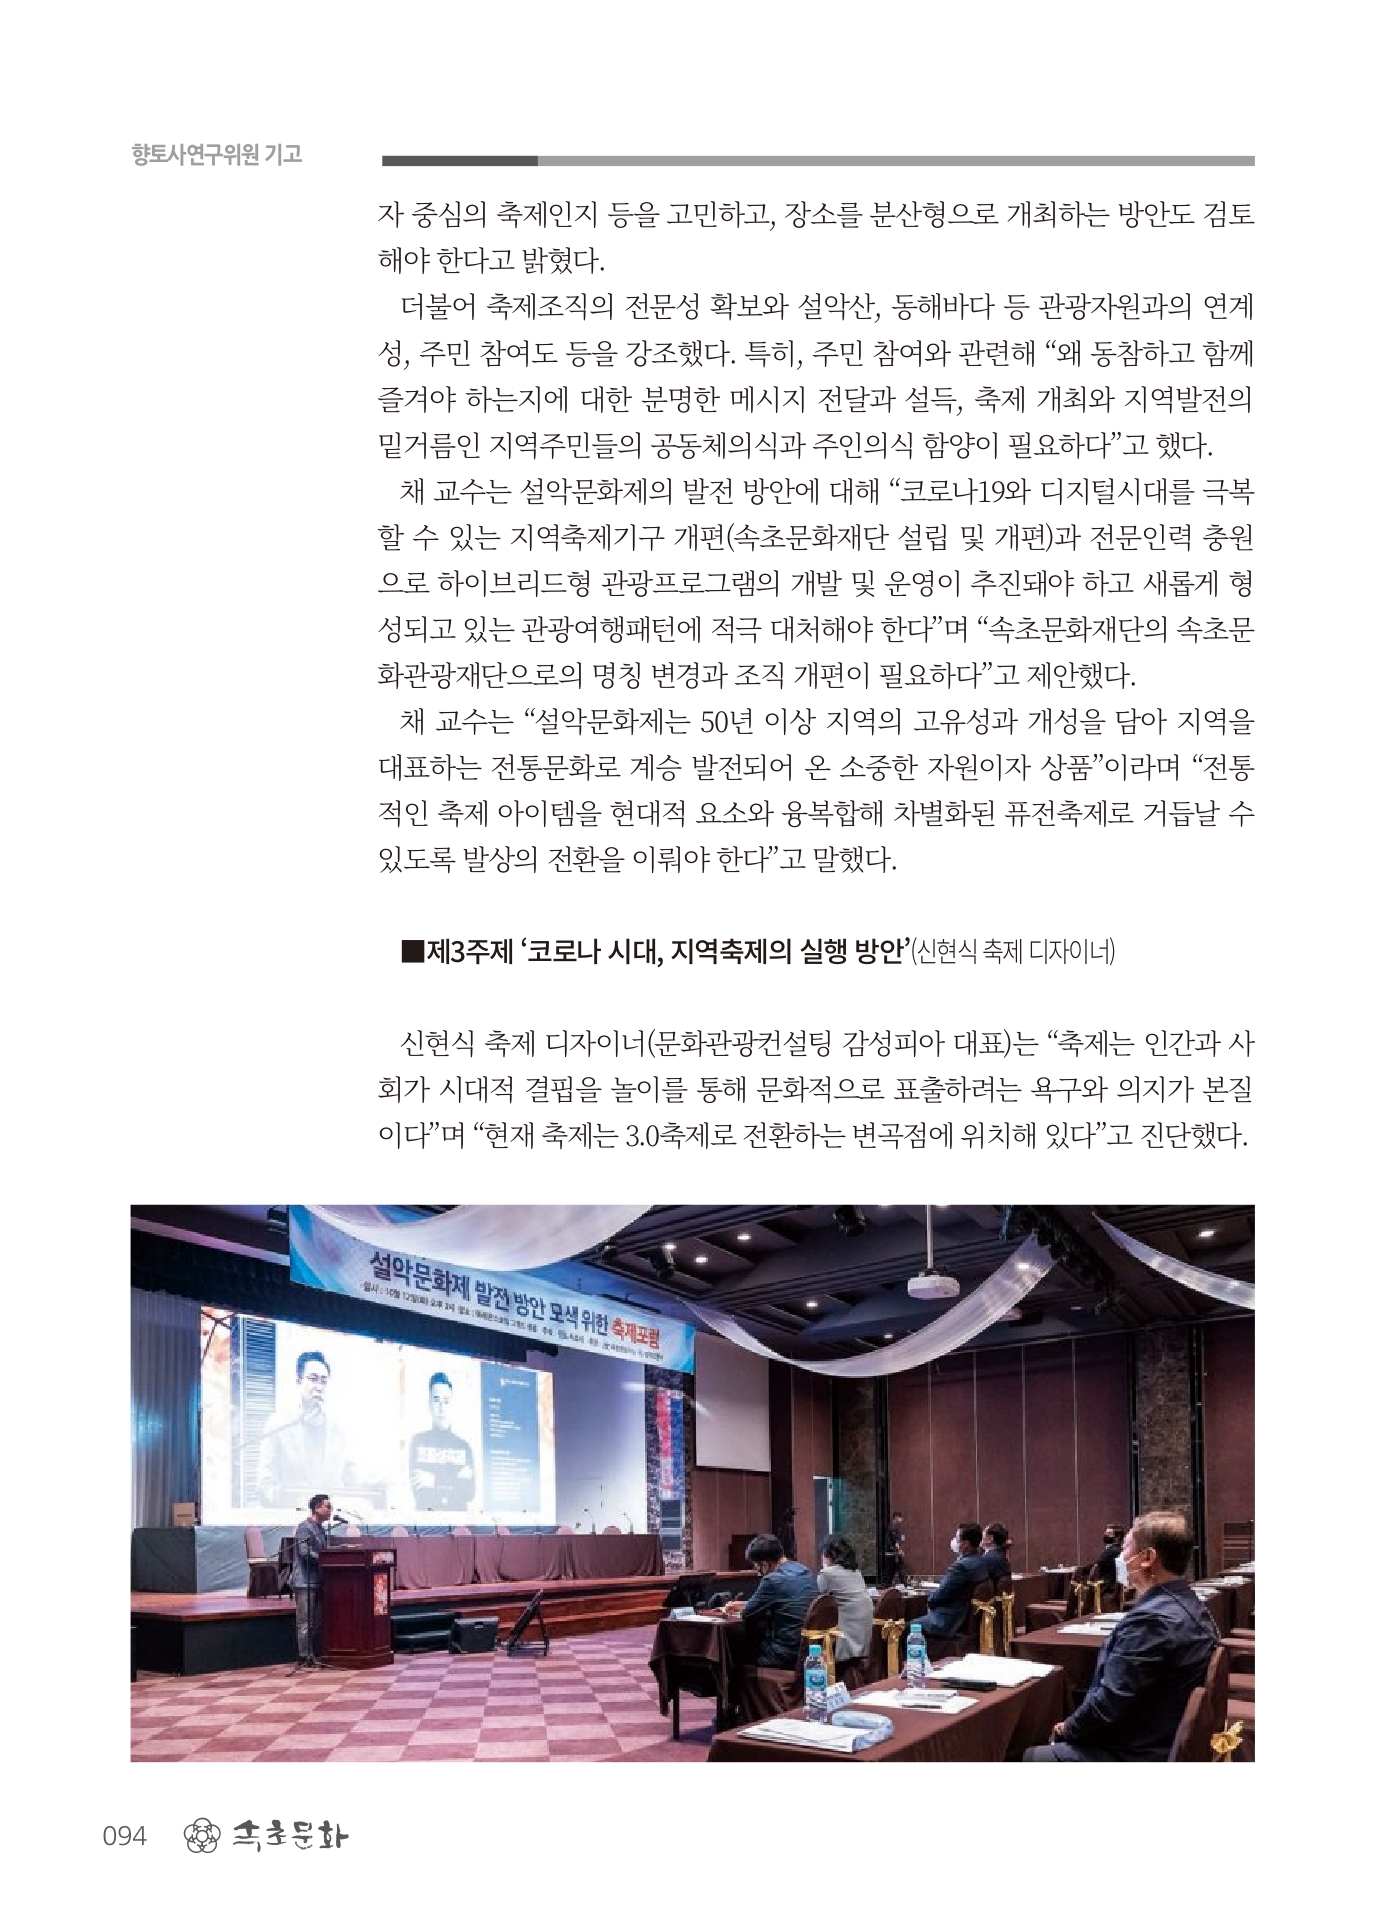 향토사연구위원 기고
자 중심의 축제인지 등을 고민하고, 장소를 분산형으로 개최하는 방안도 검토
해야 한다고 밝혔다.
더불어 축제조직의 전문성 확보와 설악산, 동해바다 등 관광자원과의 연계
성, 주민 참여도 등을 강조했다. 특히, 주민 참여와 관련해 “왜 동참하고 함께
즐겨야 하는지에 대한 분명한 메시지 전달과 설득, 축제 개최와 지역발전의
밑거름인 지역주민들의 공동체의식과 주인의식 함양이 필요하다”고 했다.
채 교수는 설악문화제의 발전 방안에 대해 “코로나19와 디지털시대를 극복
할 수 있는 지역축제기구 개편(속초문화재단 설립 및 개편)과 전문인력 충원
으로 하이브리드형 관광프로그램의 개발 및 운영이 추진돼야 하고 새롭게 형
성되고 있는 관광여행패턴에 적극 대처해야 한다”며 “속초문화재단의 속초문
화관광재단으로의 명칭 변경과 조직 개편이 필요하다”고 제안했다.
채 교수는 “설악문화제는 50년 이상 지역의 고유성과 개성을 담아 지역을
대표하는 전통문화로 계승 발전되어 온 소중한 자원이자 상품”이라며 “전통
적인 축제 아이템을 현대적 요소와 융복합해 차별화된 퓨전축제로 거듭날 수
있도록 발상의 전환을 이뤄야 한다”고 말했다.
■제3주제 ‘코로나 시대, 지역축제의 실행 방안’(신현식 축제 디자이너)
신현식 축제 디자이너(문화관광컨설팅 감성피아 대표)는 “축제는 인간과 사
회가 시대적 결핍을 놀이를 통해 문화적으로 표출하려는 욕구와 의지가 본질
이다”며 “현재 축제는 3.0축제로 전환하는 변곡점에 위치해 있다”고 진단했다.
설악문화제 발전 방안 모색 위한 축제포럼
일시 : 10월 12일(화) 오후 2시 장소 :
094 속초문화